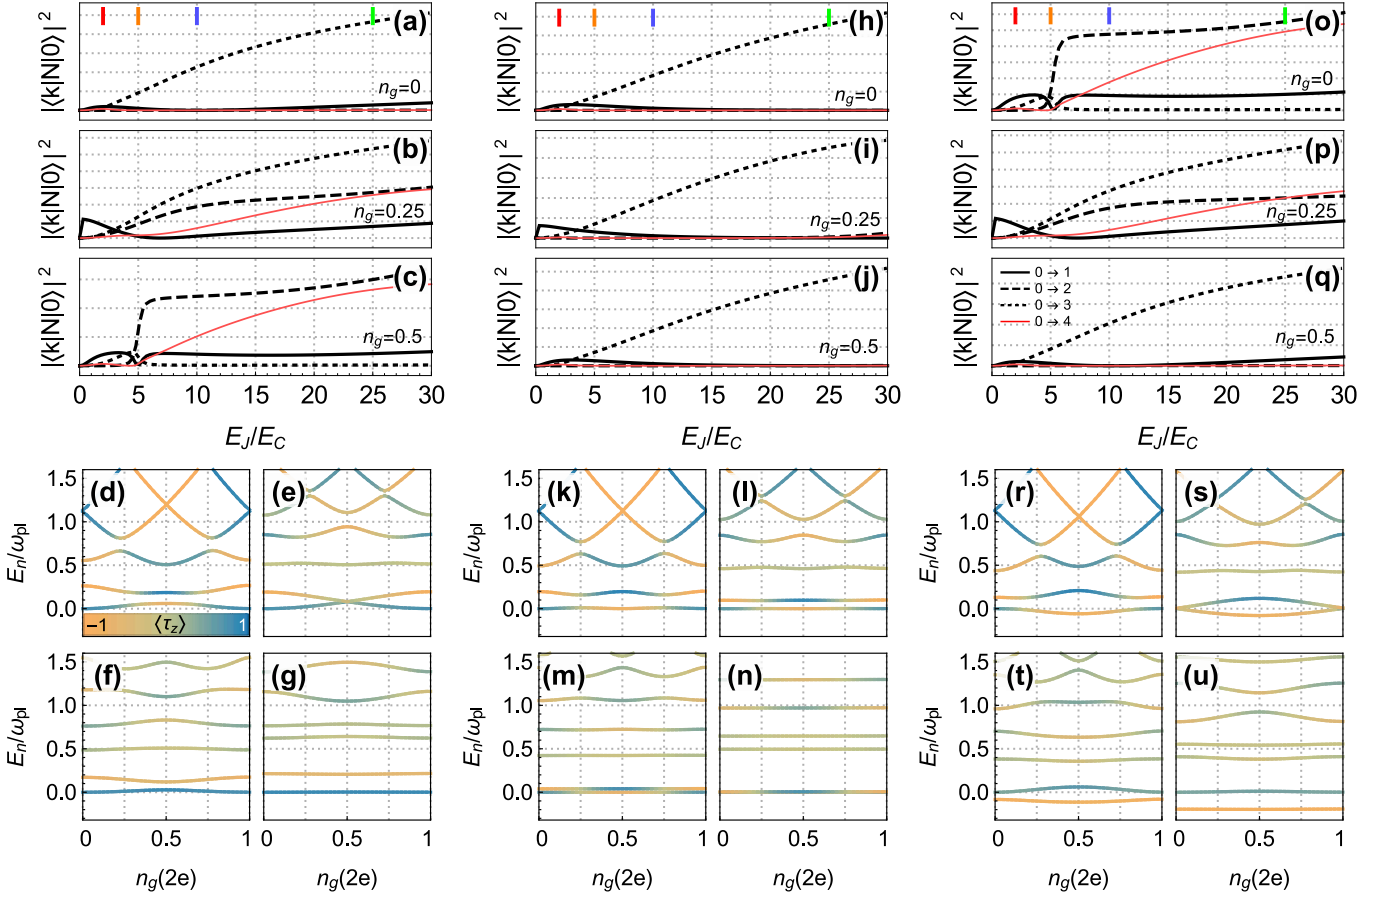 |⟨k|N|0⟩|²
(a)
n_g=0
|⟨k|N|0⟩|²
(b)
n_g=0.25
|⟨k|N|0⟩|²
(c)
n_g=0.5
0 5 10 15 20 25 30
E_J/E_C
|⟨k|N|0⟩|²
(h)
n_g=0
|⟨k|N|0⟩|²
(i)
n_g=0.25
|⟨k|N|0⟩|²
(j)
n_g=0.5
0 5 10 15 20 25 30
E_J/E_C
|⟨k|N|0⟩|²
(o)
n_g=0
|⟨k|N|0⟩|²
(p)
n_g=0.25
|⟨k|N|0⟩|²
(q)
0 → 1
0 → 2
0 → 3
0 → 4
n_g=0.5
0 5 10 15 20 25 30
E_J/E_C
E_n/ω_pl
1.5
1.0
0.5
0.0
(d)
−1 ⟨τ_z⟩ 1
(e)
E_n/ω_pl
1.5
1.0
0.5
0.0
(f)
(g)
0 0.5 1
0 0.5 1
n_g(2e)
n_g(2e)
E_n/ω_pl
1.5
1.0
0.5
0.0
(k)
(l)
E_n/ω_pl
1.5
1.0
0.5
0.0
(m)
(n)
0 0.5 1
0 0.5 1
n_g(2e)
n_g(2e)
E_n/ω_pl
1.5
1.0
0.5
0.0
(r)
(s)
E_n/ω_pl
1.5
1.0
0.5
0.0
(t)
(u)
0 0.5 1
0 0.5 1
n_g(2e)
n_g(2e)